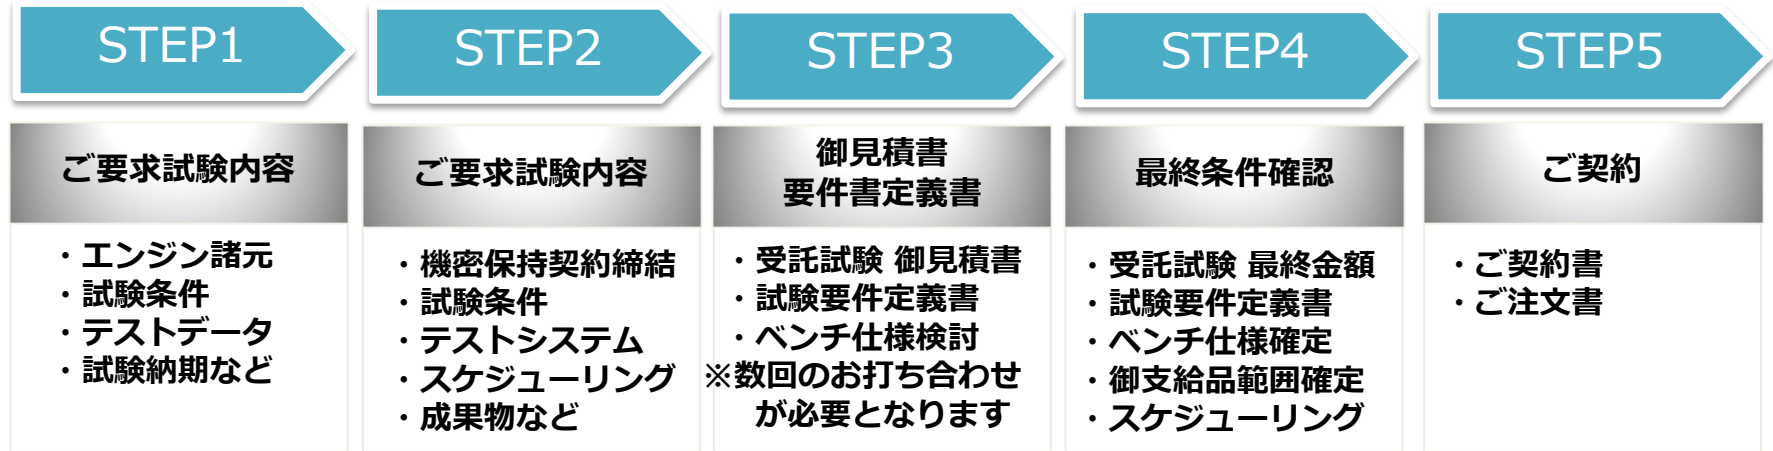 STEP1
ご要求試験内容
・エンジン諸元
・試験条件
・テストデータ
・試験納期など
STEP2
ご要求試験内容
・機密保持契約締結
・試験条件
・テストシステム
・スケジューリング
・成果物など
STEP3
御見積書
要件書定義書
・受託試験 御見積書
・試験要件定義書
・ベンチ仕様検討
※数回のお打ち合わせ
が必要となります
STEP4
最終条件確認
・受託試験 最終金額
・試験要件定義書
・ベンチ仕様確定
・御支給品範囲確定
・スケジューリング
STEP5
ご契約
・ご契約書
・ご注文書